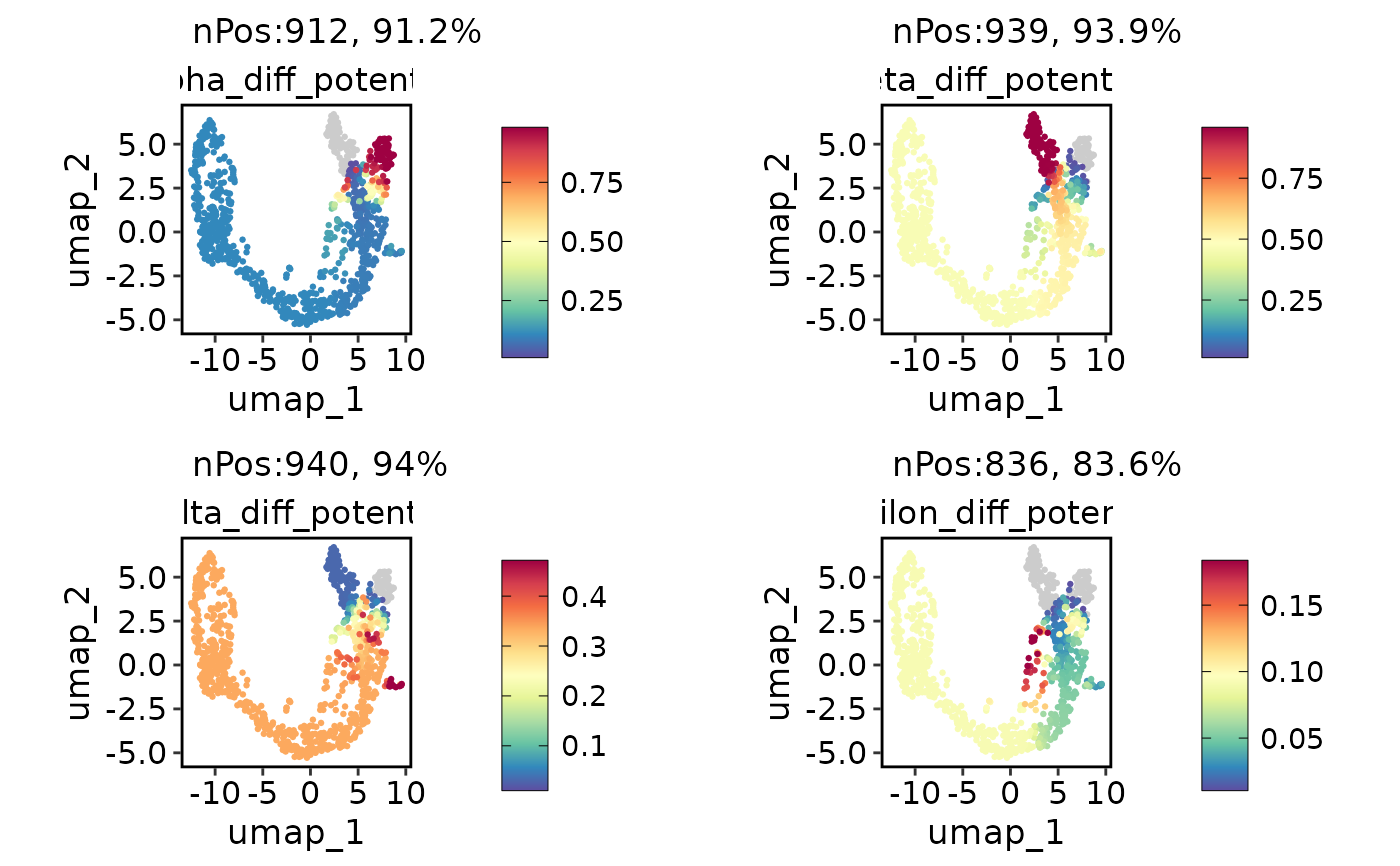 nPos:912, 91.2%
pha_diff_potent
5.0
2.5
0.0
-2.5
-5.0
umap_2
-10 -5 0 5 10
umap_1
0.75
0.50
0.25
nPos:939, 93.9%
eta_diff_potent
5.0
2.5
0.0
-2.5
-5.0
umap_2
-10 -5 0 5 10
umap_1
0.75
0.50
0.25
nPos:940, 94%
lta_diff_potent
5.0
2.5
0.0
-2.5
-5.0
umap_2
-10 -5 0 5 10
umap_1
0.4
0.3
0.2
0.1
nPos:836, 83.6%
ilon_diff_poter
5.0
2.5
0.0
-2.5
-5.0
umap_2
-10 -5 0 5 10
umap_1
0.15
0.10
0.05